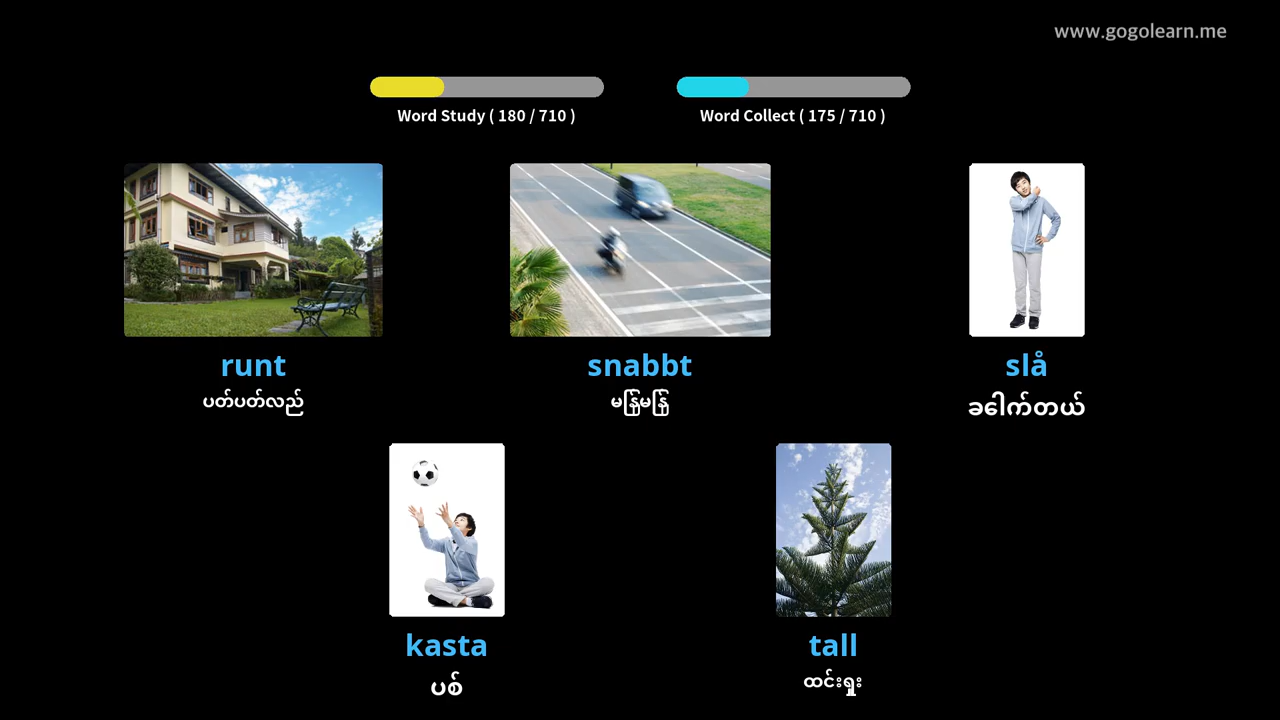 www.gogolearn.me
Word Study ( 180 / 710 )
Word Collect ( 175 / 710 )
runt
ပတ်ပတ်လည်
snabbt
မြန်မြန်
slå
ခေါက်တယ်
kasta
ပစ်
tall
ထင်းရှူး